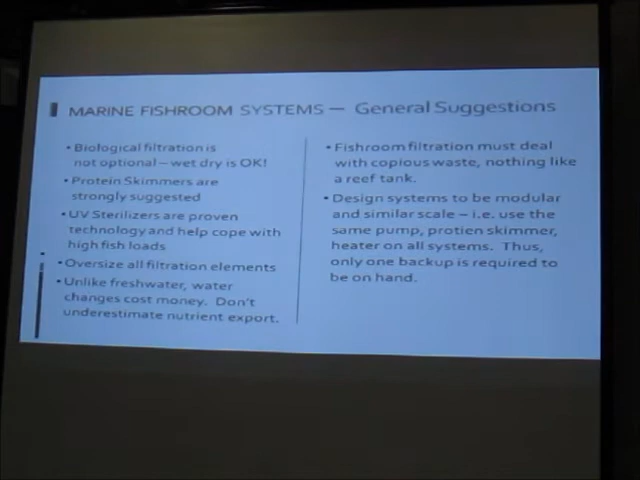 MARINE FISHROOM SYSTEMS — General Suggestions
• Biological filtration is
not optional – wet dry is OK!
• Protein Skimmers are
strongly suggested
• UV Sterilizers are proven
technology and help cope with
high fish loads
• Oversize all filtration elements
• Unlike freshwater, water
changes cost money. Don't
underestimate nutrient export.
• Fishroom filtration must deal
with copious waste, nothing like
a reef tank.
• Design systems to be modular
and similar scale – i.e. use the
same pump, protien skimmer,
heater on all systems. Thus,
only one backup is required to
be on hand.